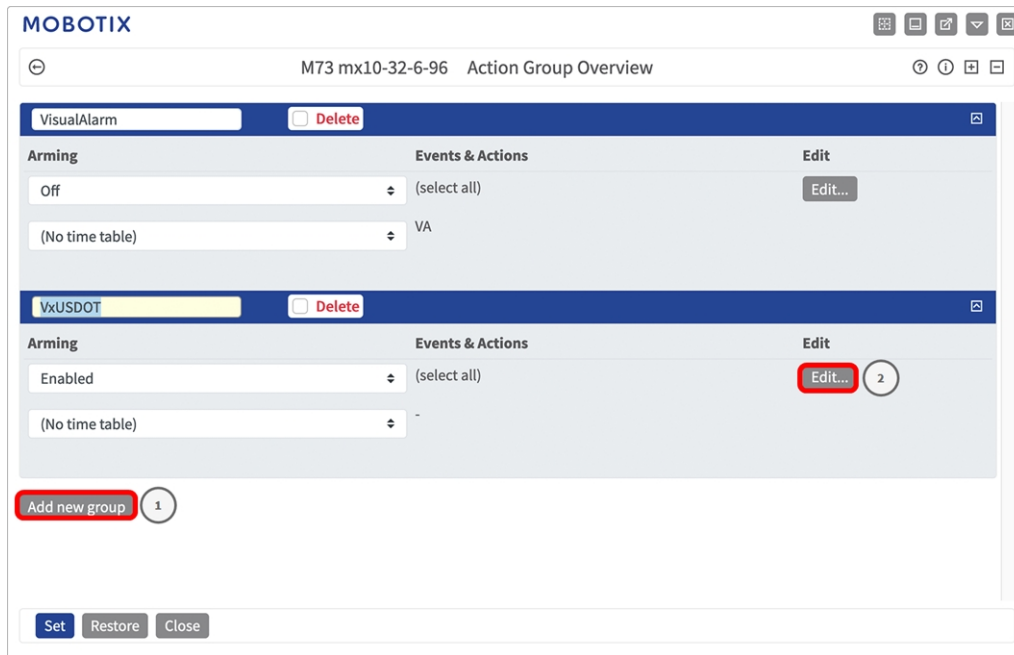 MOBOTIX
M73 mx10-32-6-96 Action Group Overview
VisualAlarm Delete
Arming Events & Actions Edit
Off (select all) Edit...
(No time table) VA
VxUSDOT Delete
Arming Events & Actions Edit
Enabled (select all) Edit... 2
(No time table) -
Add new group 1
Set Restore Close